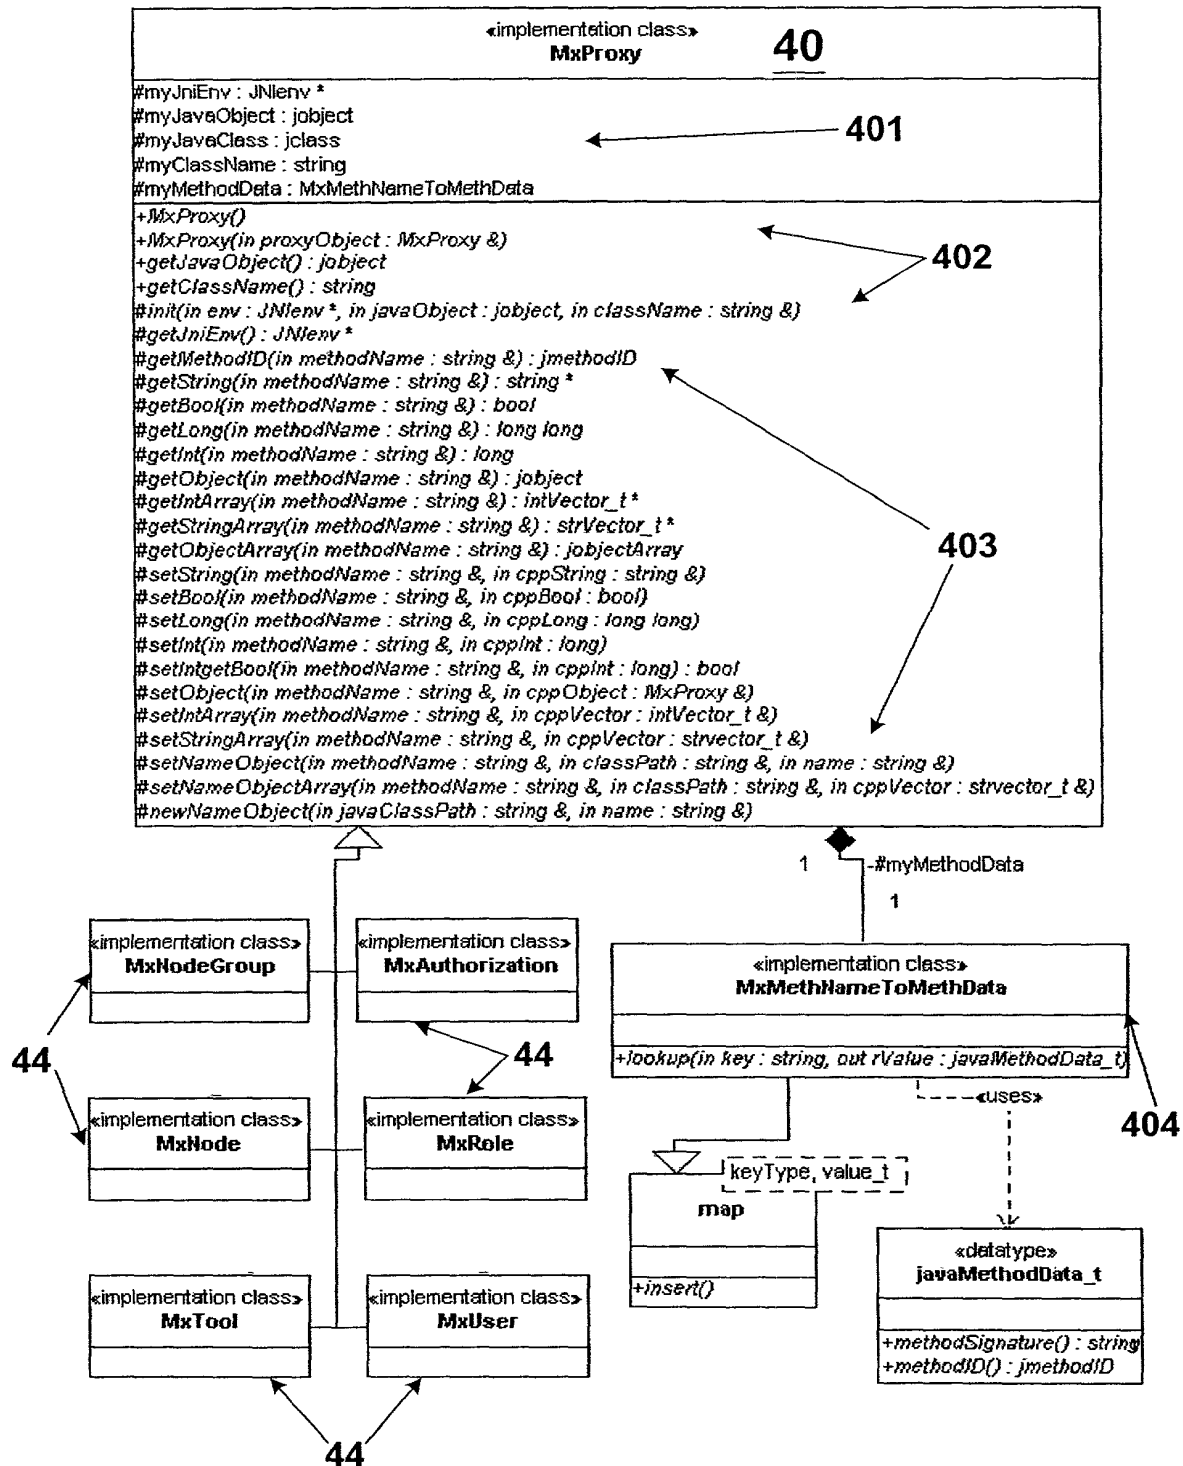 «implementation class»
MxProxy
40
#myJniEnv : JNIenv *
#myJavaObject : jobject
#myJavaClass : jclass
401
#myClassName : string
#myMethodData : MxMethNameToMethData
+MxProxy()
+MxProxy(in proxyObject : MxProxy &)
402
+getJavaObject() : jobject
+getClassName() : string
#init(in env : JNIenv *, in javaObject : jobject, in className : string &)
#getJniEnv() : JNIenv *
#getMethodID(in methodName : string &) : jmethodID
#getString(in methodName : string &) : string *
#getBool(in methodName : string &) : bool
#getLong(in methodName : string &) : long long
#getInt(in methodName : string &) : long
#getObject(in methodName : string &) : jobject
#getIntArray(in methodName : string &) : intVector_t *
#getStringArray(in methodName : string &) : strVector_t *
#getObjectArray(in methodName : string &) : jobjectArray
403
#setString(in methodName : string &, in cppString : string &)
#setBool(in methodName : string &, in cppBool : bool)
#setLong(in methodName : string &, in cppLong : long long)
#setInt(in methodName : string &, in cppInt : long)
#setIntgetBool(in methodName : string &, in cppInt : long) : bool
#setObject(in methodName : string &, in cppObject : MxProxy &)
#setIntArray(in methodName : string &, in cppVector : intVector_t &)
#setStringArray(in methodName : string &, in cppVector : strvector_t &)
#setNameObject(in methodName : string &, in classPath : string &, in name : string &)
#setNameObjectArray(in methodName : string &, in classPath : string &, in cppVector : strvector_t &)
#newNameObject(in javaClassPath : string &, in name : string &)
1
-#myMethodData
1
«implementation class»
MxNodeGroup
«implementation class»
MxAuthorization
«implementation class»
MxMethNameToMethData
+lookup(in key : string, out rValue : javaMethodData_t)
44
44
«uses»
404
«implementation class»
MxNode
«implementation class»
MxRole
keyType, value_t
map
+insert()
«datatype»
javaMethodData_t
+methodSignature() : string
+methodID() : jmethodID
«implementation class»
MxTool
«implementation class»
MxUser
44